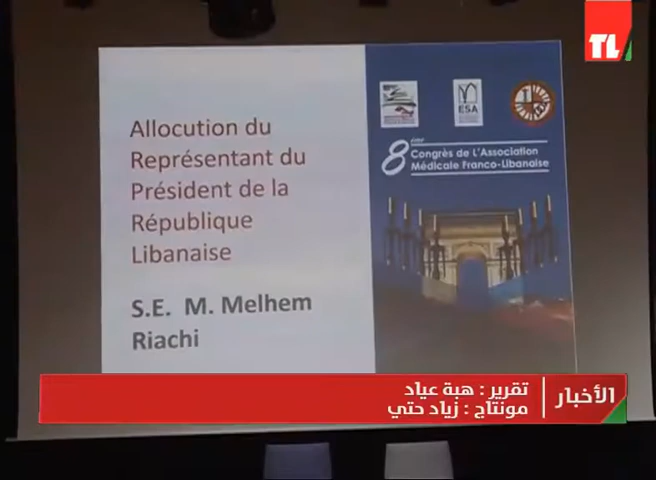 TL
Allocution du
Représentant du
Président de la
République
Libanaise
S.E. M. Melhem
Riachi
ESA
8ème
Congrès de L'Association
Médicale Franco-Libanaise
الأخبار
تقرير : هبة عياد
مونتاج : زياد حتي